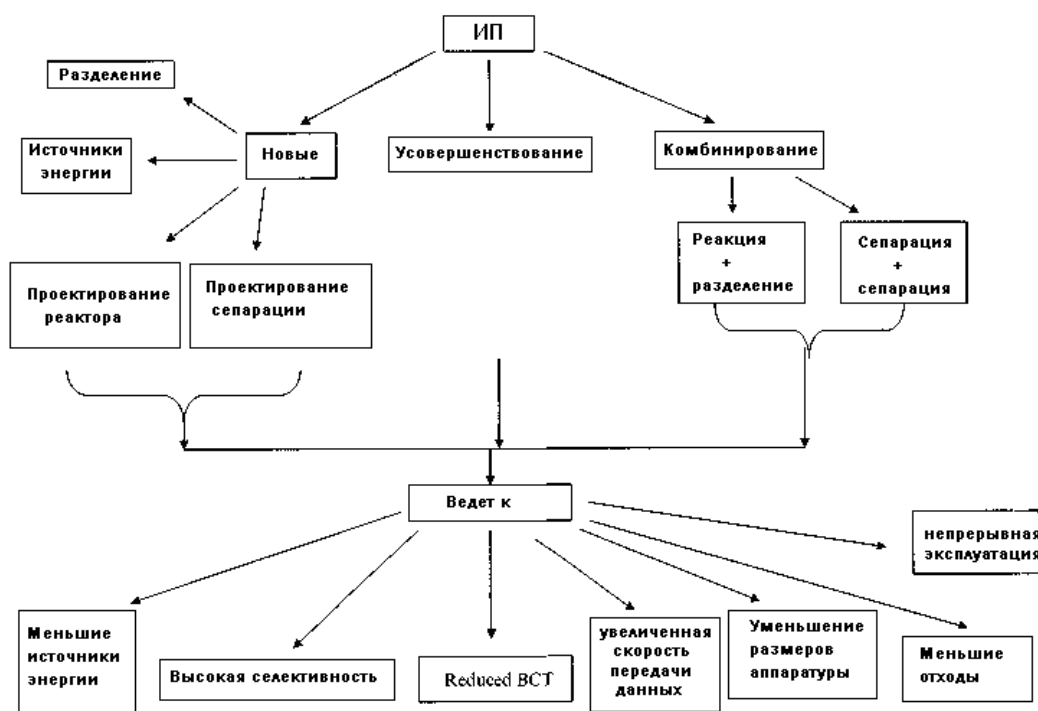 ИП
Разделение
Источники
энергии
Новые
Усовершенствование
Комбинирование
Проектирование
реактора
Проектирование
сепарации
Реакция
+
разделение
Сепарация
+
сепарация
Ведет к
непрерывная
эксплуатация
Меньшие
источники
энергии
Высокая селективность
Reduced BCT
увеличенная
скорость
передачи
данных
Уменьшение
размеров
аппаратуры
Меньшие
отходы